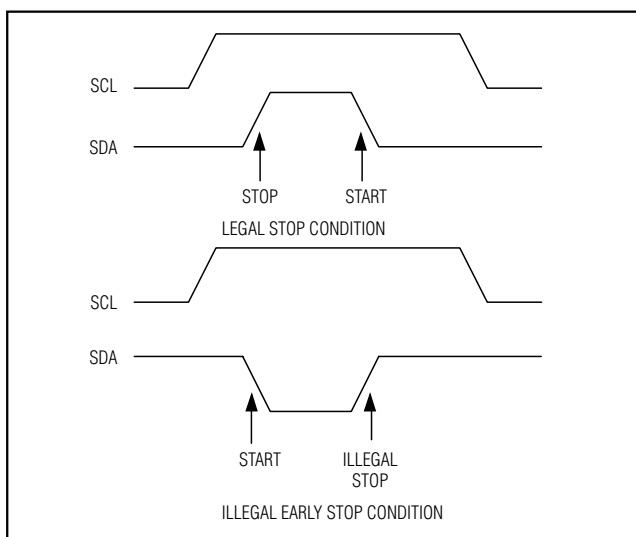 SCL
SDA
STOP START
LEGAL STOP CONDITION
SCL
SDA
START ILLEGAL
STOP
ILLEGAL EARLY STOP CONDITION